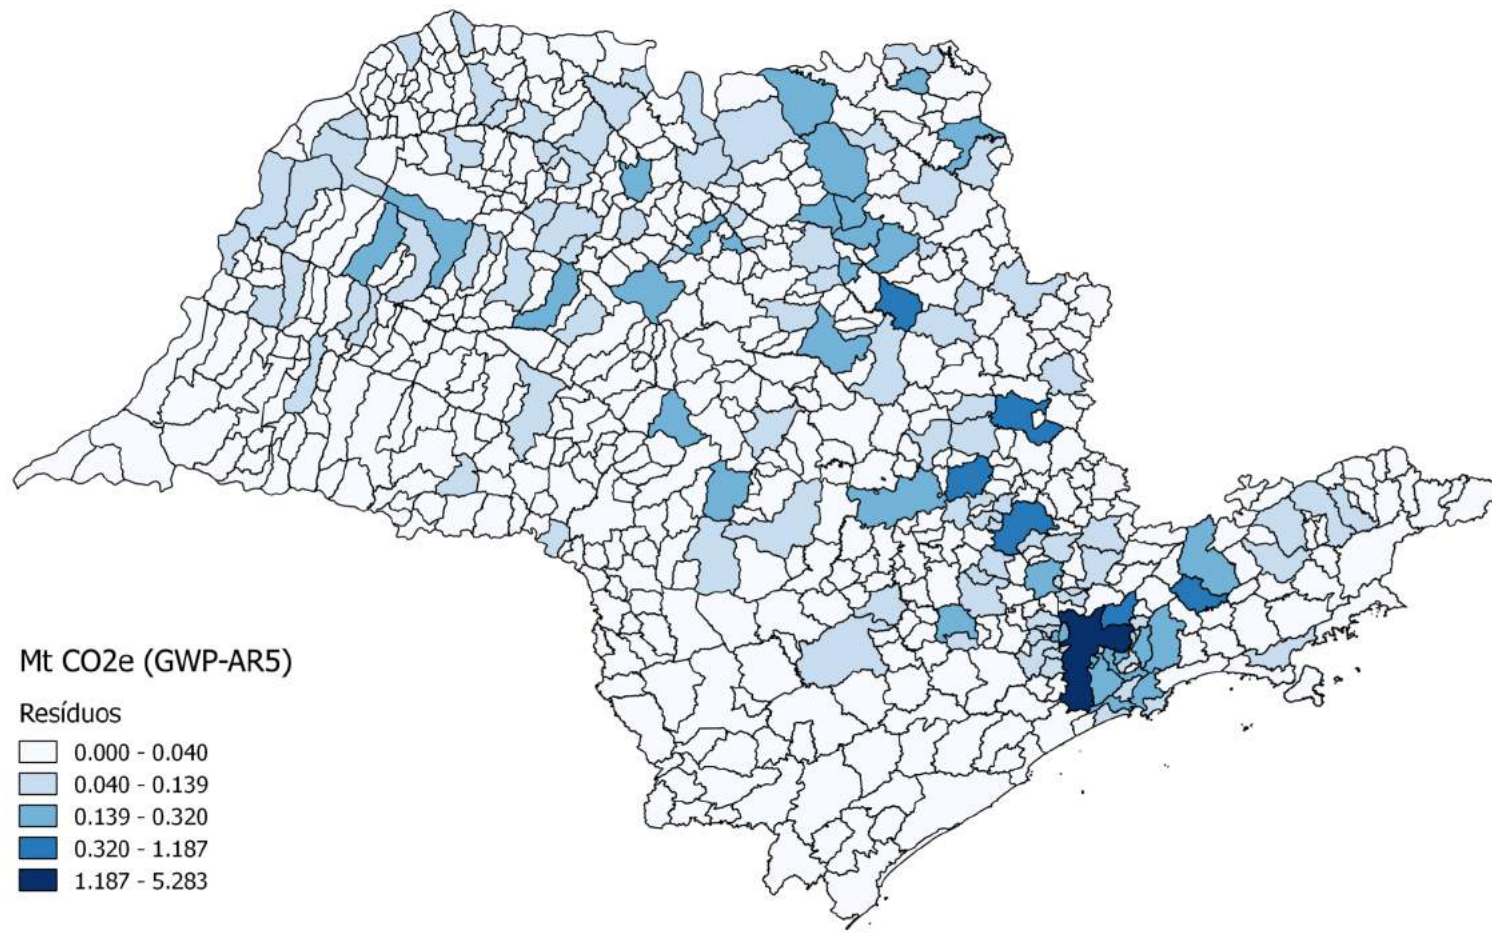 Mt CO2e (GWP-AR5)
Resíduos
0.000 - 0.040
0.040 - 0.139
0.139 - 0.320
0.320 - 1.187
1.187 - 5.283